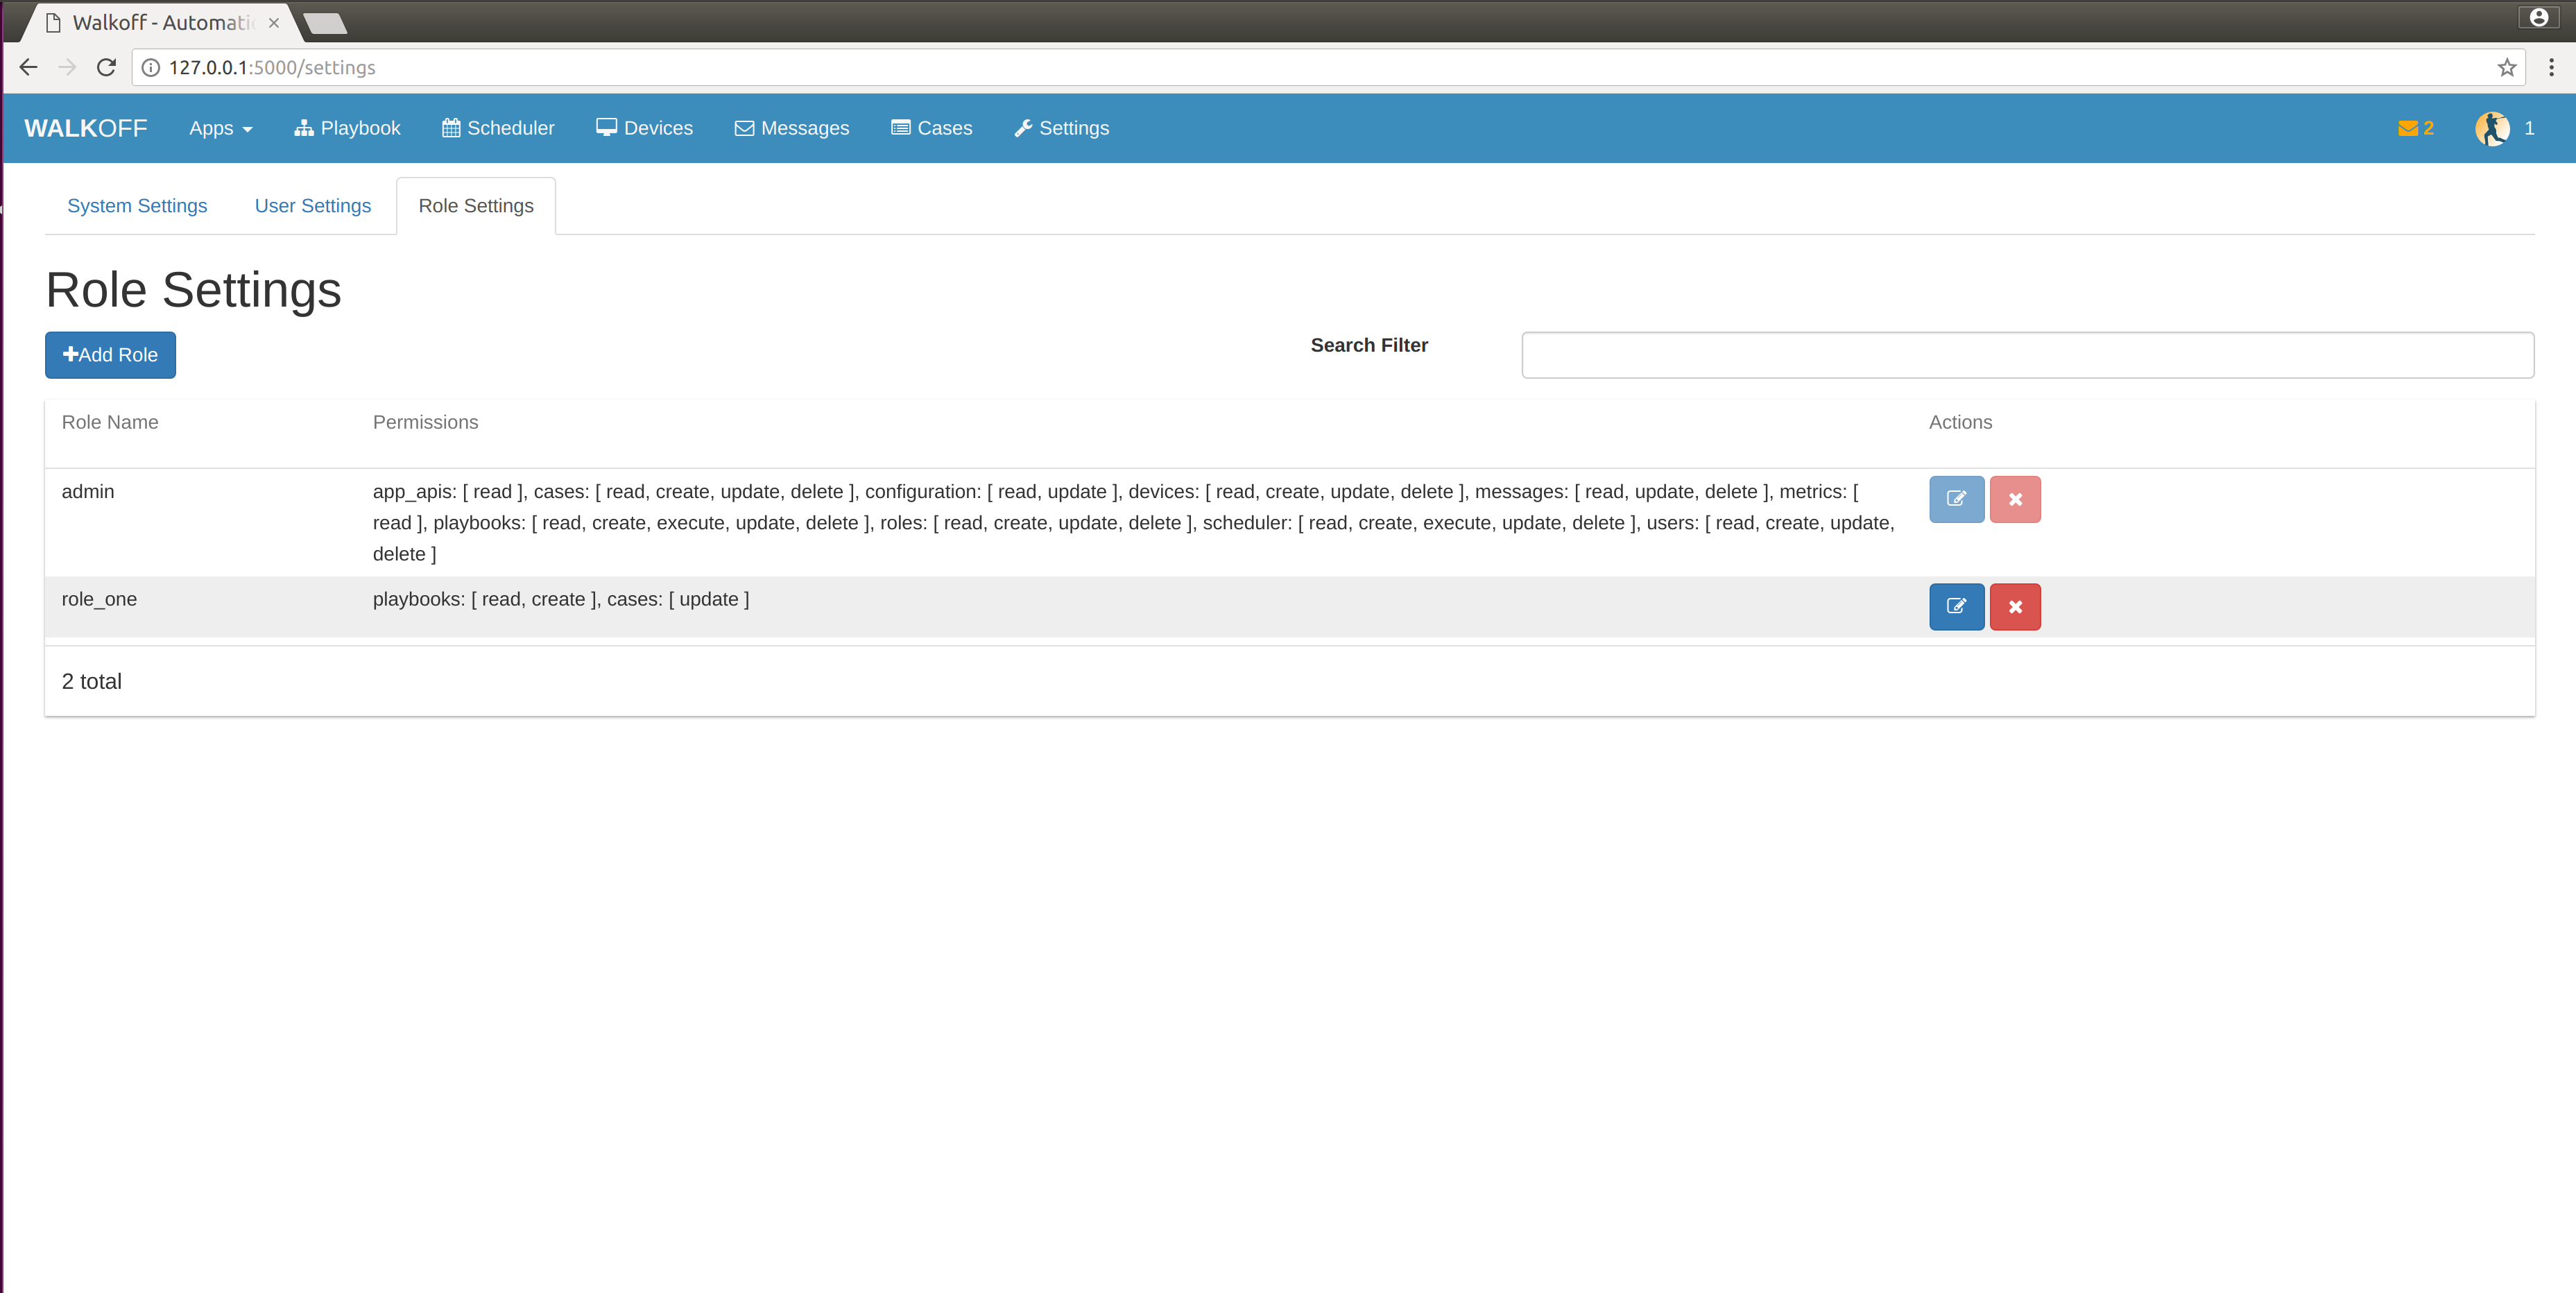 Walkoff - Automatic
127.0.0.1:5000/settings
WALKOFF Apps Playbook Scheduler Devices Messages Cases Settings 2 1
System Settings User Settings Role Settings
Role Settings
Add Role Search Filter
Role Name Permissions Actions
admin app_apis: [ read ], cases: [ read, create, update, delete ], configuration: [ read, update ], devices: [ read, create, update, delete ], messages: [ read, update, delete ], metrics: [
read ], playbooks: [ read, create, execute, update, delete ], roles: [ read, create, update, delete ], scheduler: [ read, create, execute, update, delete ], users: [ read, create, update,
delete ]
role_one playbooks: [ read, create ], cases: [ update ]
2 total